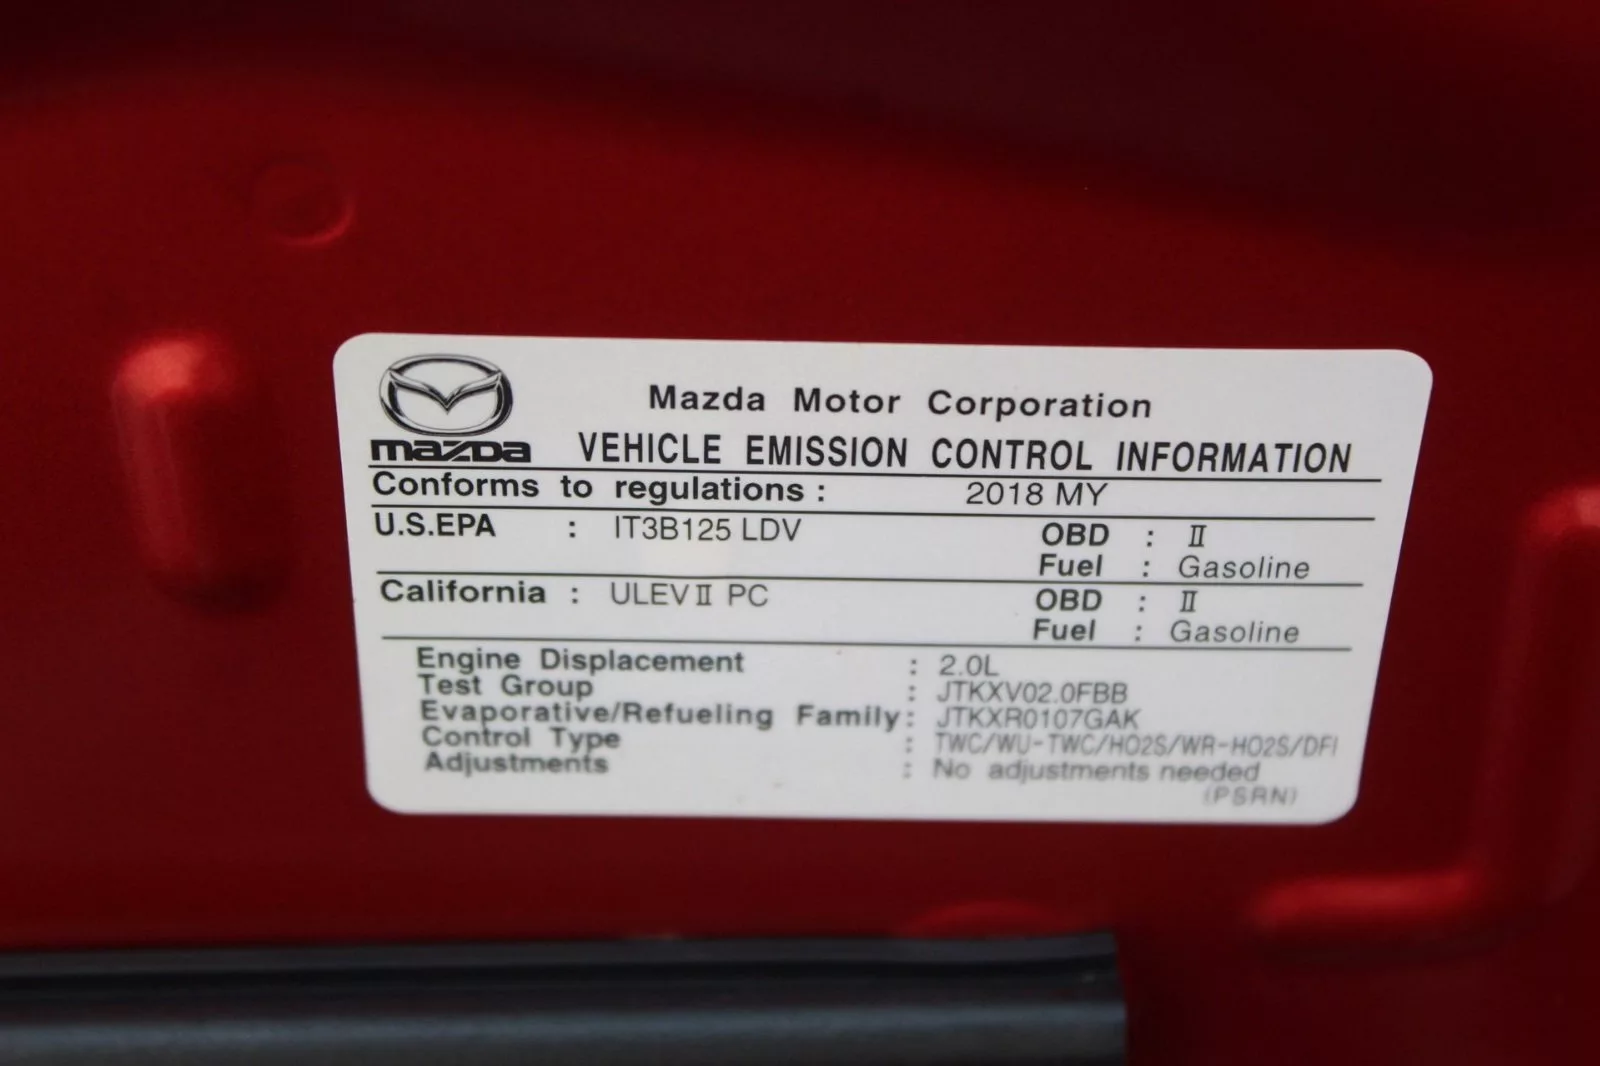 Mazda Motor Corporation
mazda VEHICLE EMISSION CONTROL INFORMATION
Conforms to regulations : 2018 MY
U.S.EPA : IT3B125 LDV OBD : II
Fuel : Gasoline
California : ULEV II PC OBD : II
Fuel : Gasoline
Engine Displacement : 2.0L
Test Group : JTKXV02.0FBB
Evaporative/Refueling Family : JTKXR0107GAK
Control Type : TWC/WU-TWC/HO2S/WR-HO2S/DFI
Adjustments : No adjustments needed
(PSRN)